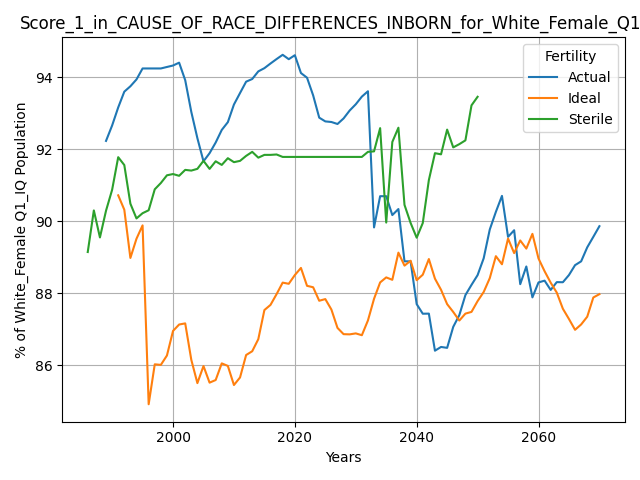 Score_1_in_CAUSE_OF_RACE_DIFFERENCES_INBORN_for_White_Female_Q1
Fertility
Actual
Ideal
Sterile
% of White_Female Q1_IQ Population
94
92
90
88
86
2000 2020 2040 2060
Years